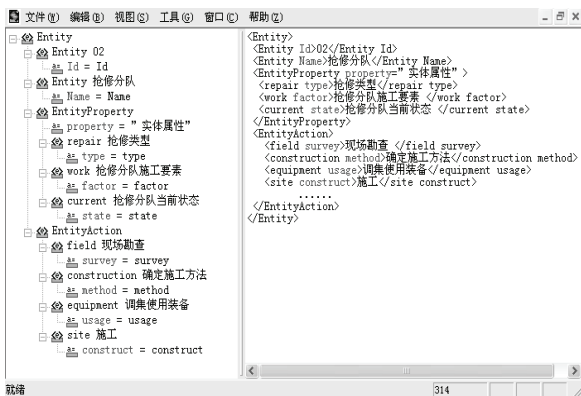 文件(W) 编辑(B) 视图(S) 工具(G) 窗口(C) 帮助(Z)
Entity
Entity 02
Id = Id
Entity 抢修分队
Name = Name
EntityProperty
property = ”实体属性”
repair 抢修类型
type = type
work 抢修分队施工要素
factor = factor
current 抢修分队当前状态
state = state
EntityAction
field 现场勘查
survey = survey
construction 确定施工方法
method = method
equipment 调集使用装备
usage = usage
site 施工
construct = construct
<Entity>
<Entity Id>02</Entity Id>
<Entity Name>抢修分队</Entity Name>
<EntityProperty property=”实体属性”>
<repair type>抢修类型</repair type>
<work factor>抢修分队施工要素 </work factor>
<current state>抢修分队当前状态 </current state>
</EntityProperty>
<EntityAction>
<field survey>现场勘查 </field survey>
<construction method>确定施工方法</construction method>
<equipment usage>调集使用装备</equipment usage>
<site construct>施工</site construct>
......
</EntityAction>
</Entity>
就绪
314